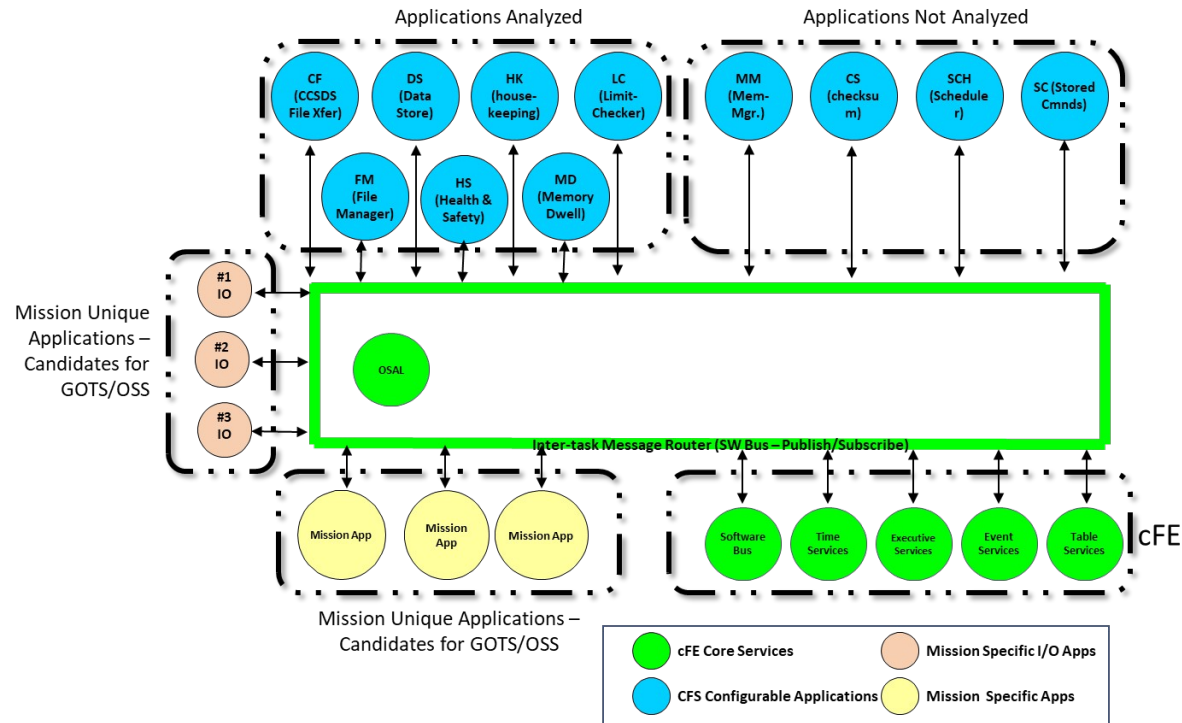 Applications Analyzed
Applications Not Analyzed
CF
(CCSDS
File Xfer)
DS
(Data
Store)
HK
(house-
keeping)
LC
(Limit-
Checker)
MM
(Mem-
Mgr.)
CS
(checksu
m)
SCH
(Schedule
r)
SC (Stored
Cmnds)
FM
(File
Manager)
HS
(Health &
Safety)
MD
(Memory
Dwell)
Mission Unique
Applications –
Candidates for
GOTS/OSS
#1
IO
#2
IO
#3
IO
OSAL
Inter-task Message Router (SW Bus – Publish/Subscribe)
Mission App
Mission
App
Mission App
Software
Bus
Time
Services
Executive
Services
Event
Services
Table
Services
cFE
Mission Unique Applications –
Candidates for GOTS/OSS
cFE Core Services
Mission Specific I/O Apps
CFS Configurable Applications
Mission Specific Apps